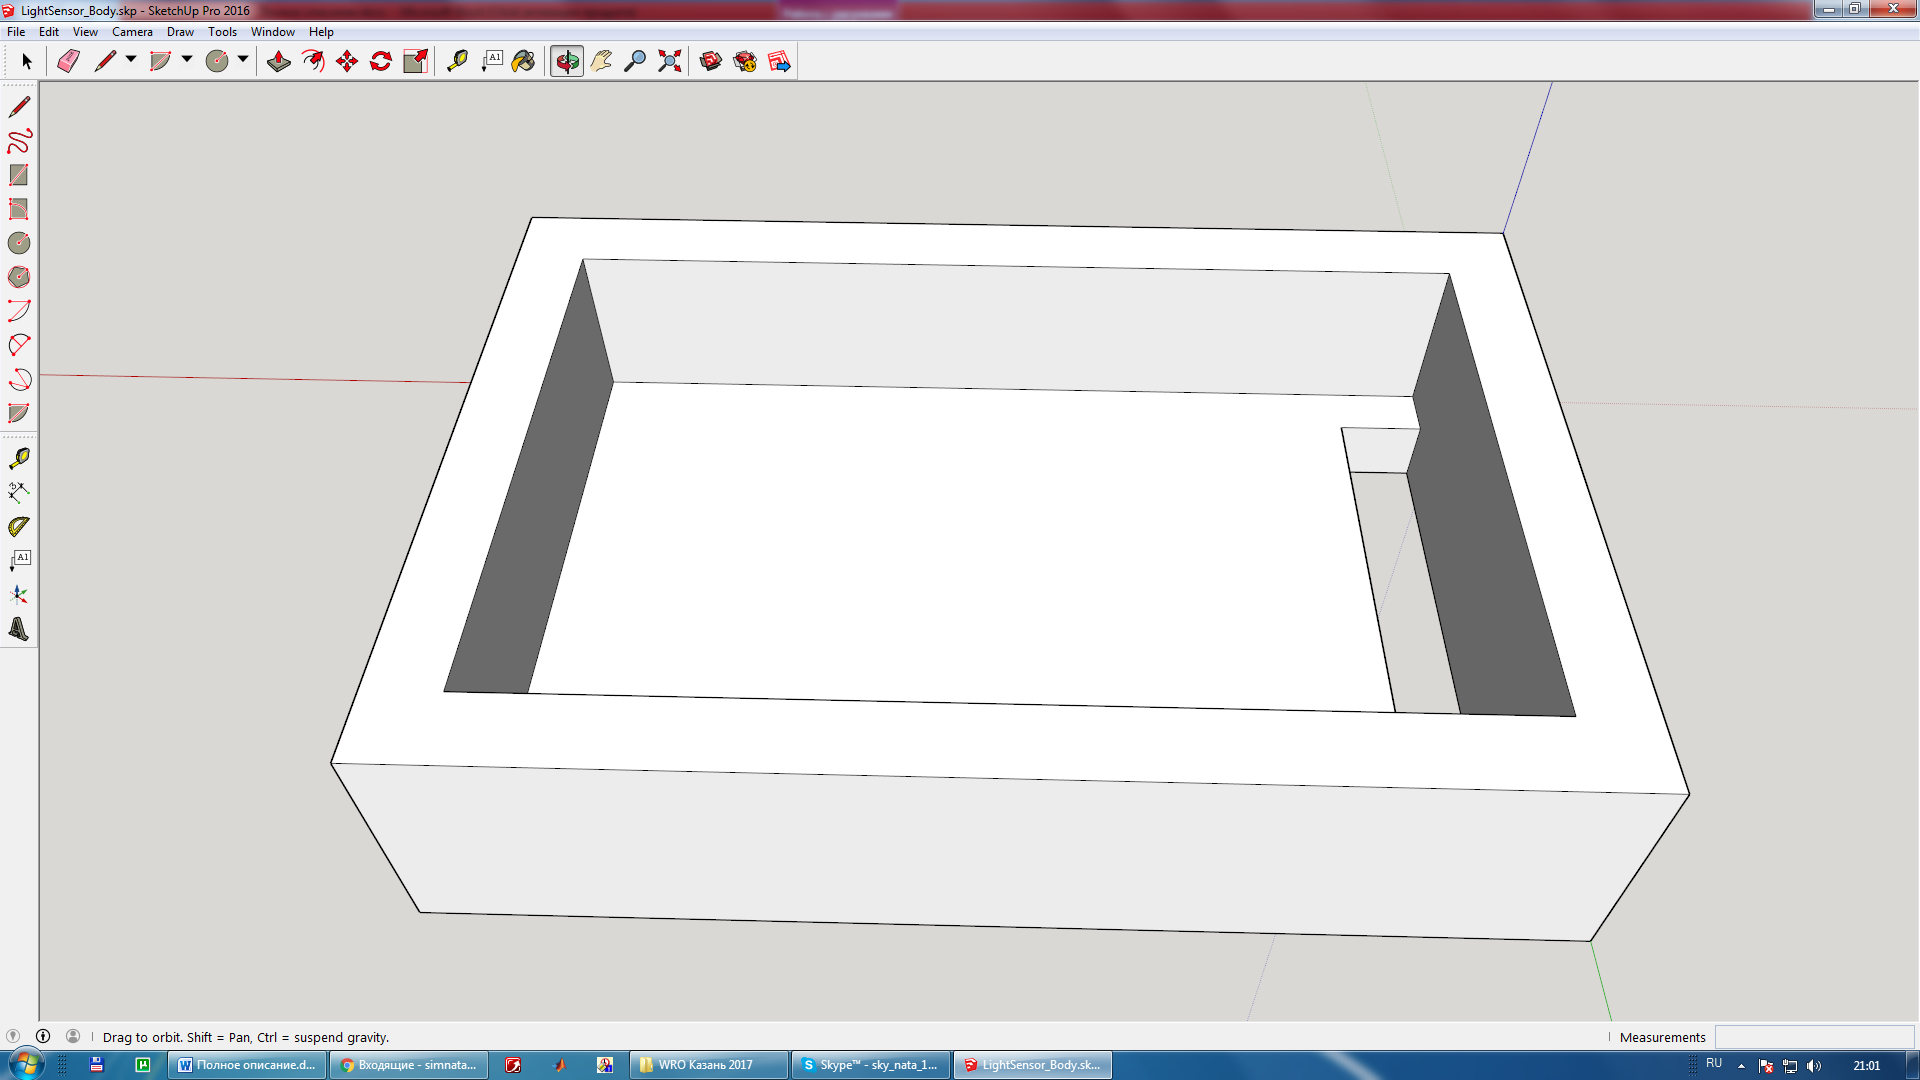 LightSensor_Body.skp - SketchUp Pro 2016
File Edit View Camera Draw Tools Window Help
A1
A1
Drag to orbit. Shift = Pan, Ctrl = suspend gravity.
Measurements
Полное описание.d...
Входящие - simnata...
WRO Казань 2017
Skype™ - sky_nata_1...
LightSensor_Body.sk...
RU
21:01